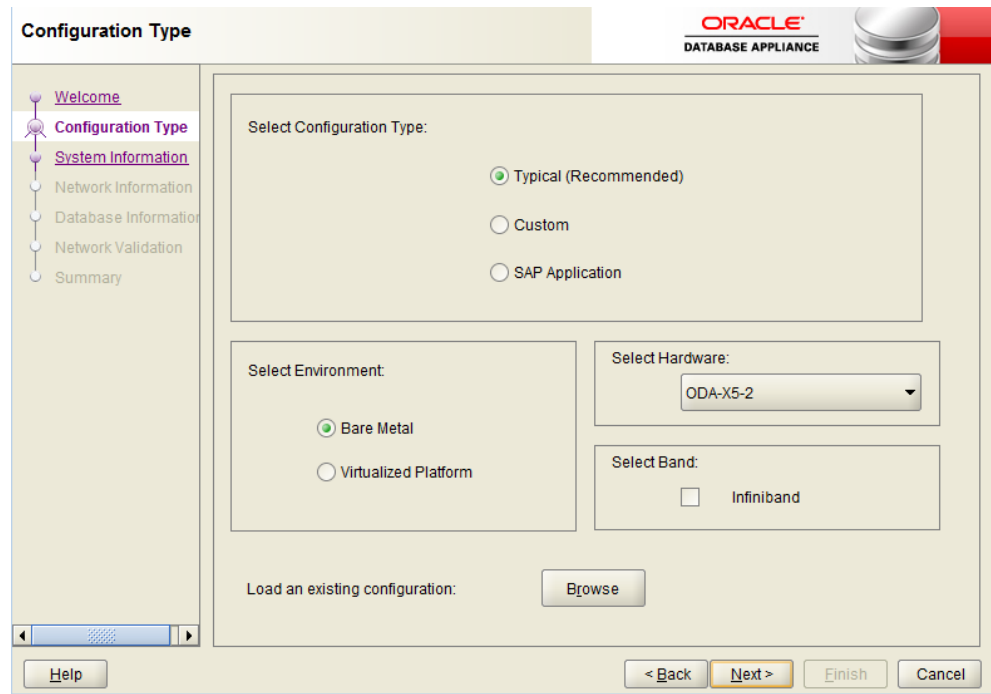 Configuration Type
ORACLE
DATABASE APPLIANCE
Welcome
Configuration Type
System Information
Network Information
Database Informatior
Network Validation
Summary
Select Configuration Type:
Typical (Recommended)
Custom
SAP Application
Select Environment:
Bare Metal
Virtualized Platform
Select Hardware:
ODA-X5-2
Select Band:
Infiniband
Load an existing configuration:
Browse
Help
< Back
Next >
Finish
Cancel